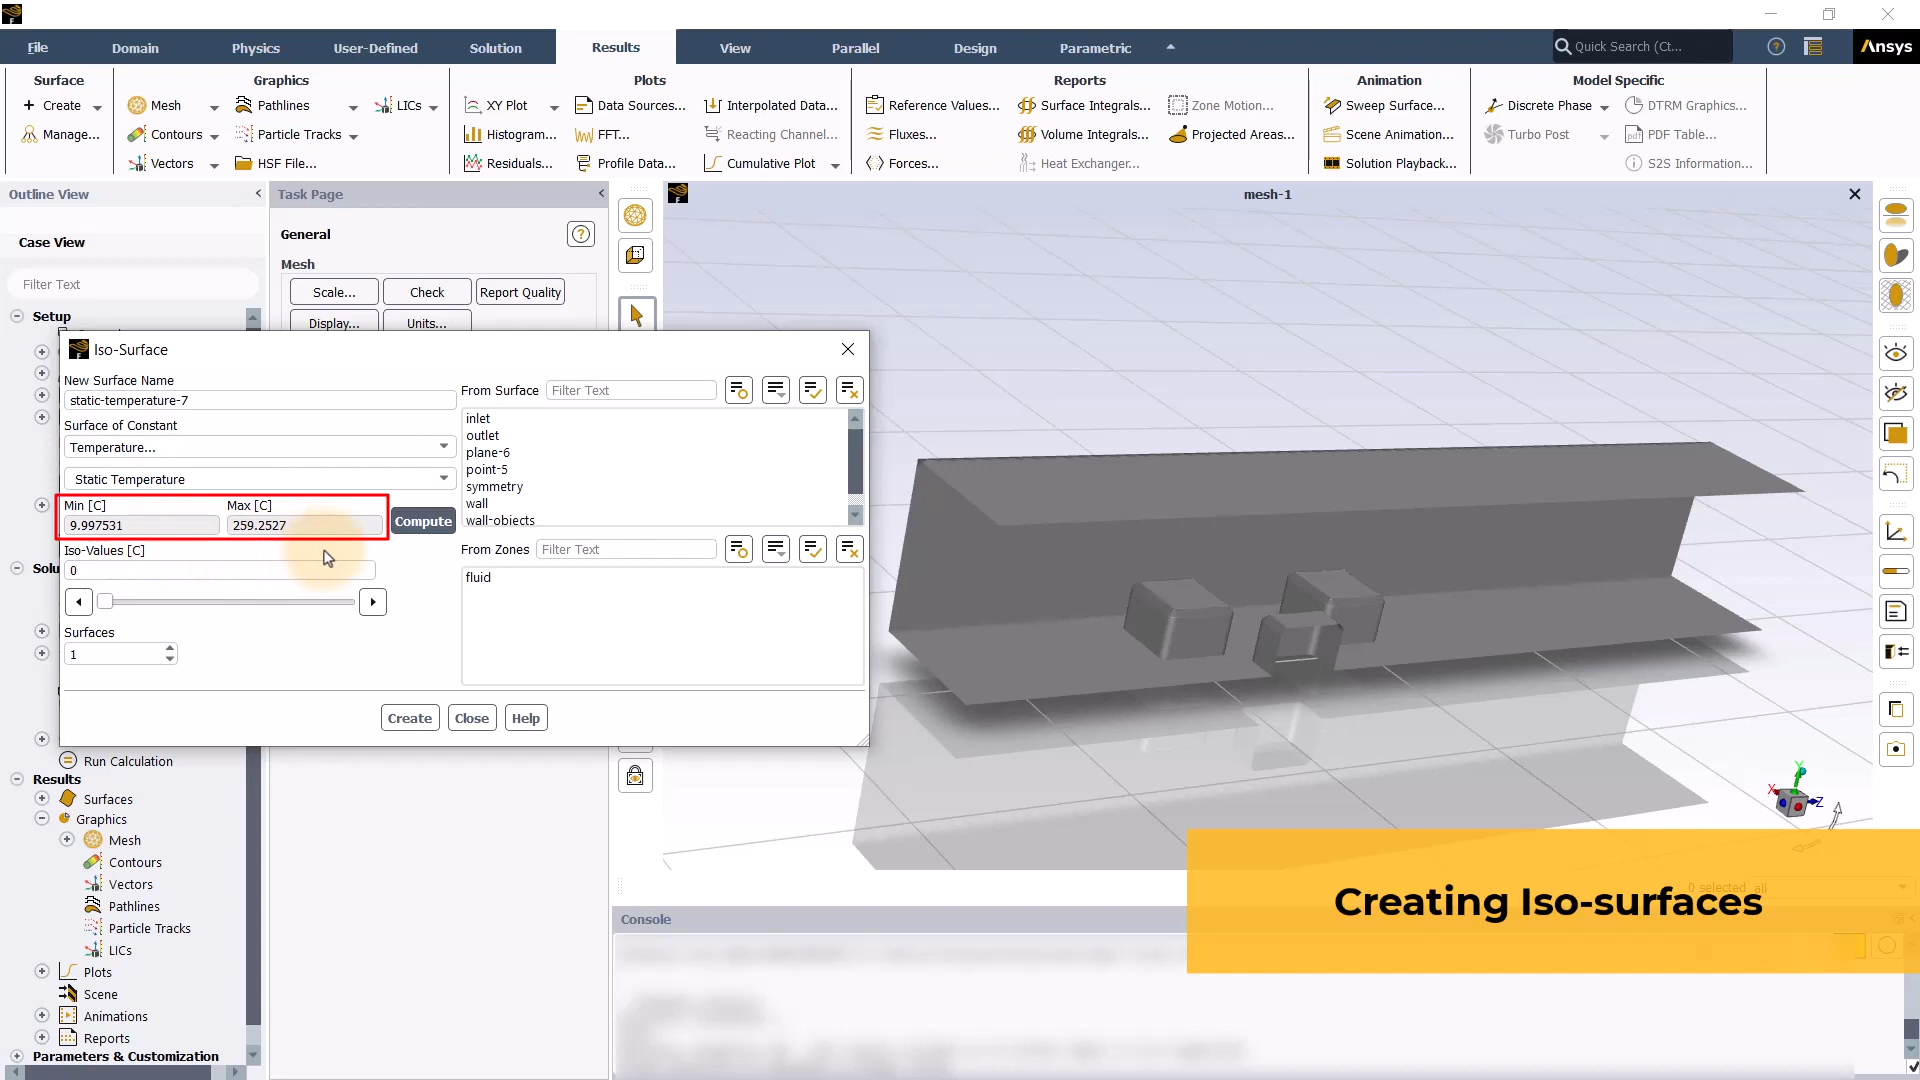 File
Domain
Physics
User-Defined
Solution
Results
View
Parallel
Design
Parametric
Quick Search (Ct...
Ansys
Surface
Create
Manage...
Graphics
Mesh
Pathlines
LICs
Contours
Particle Tracks
Vectors
HSF File...
Plots
XY Plot
Data Sources...
Interpolated Data...
Histogram...
FFT...
Reacting Channel...
Residuals...
Profile Data...
Cumulative Plot
Reports
Reference Values...
Surface Integrals...
Zone Motion...
Fluxes...
Volume Integrals...
Projected Areas...
Forces...
Heat Exchanger...
Animation
Sweep Surface...
Scene Animation...
Solution Playback...
Model Specific
Discrete Phase
DTRM Graphics...
Turbo Post
PDF Table...
S2S Information...
Outline View
Case View
Filter Text
Setup
Task Page
General
Mesh
Scale...
Check
Report Quality
Display...
Units...
mesh-1
Iso-Surface
New Surface Name
static-temperature-7
Surface of Constant
Temperature...
Static Temperature
Min [C]
Max [C]
9.997531
259.2527
Compute
Iso-Values [C]
0
Surfaces
1
From Surface
Filter Text
inlet
outlet
plane-6
point-5
symmetry
wall
wall-objects
From Zones
Filter Text
fluid
Create
Close
Help
Solu
Run Calculation
Results
Surfaces
Graphics
Mesh
Contours
Vectors
Pathlines
Particle Tracks
LICs
Plots
Scene
Animations
Reports
Parameters & Customization
Y
X
Z
0 selected all
Creating Iso-surfaces
Console